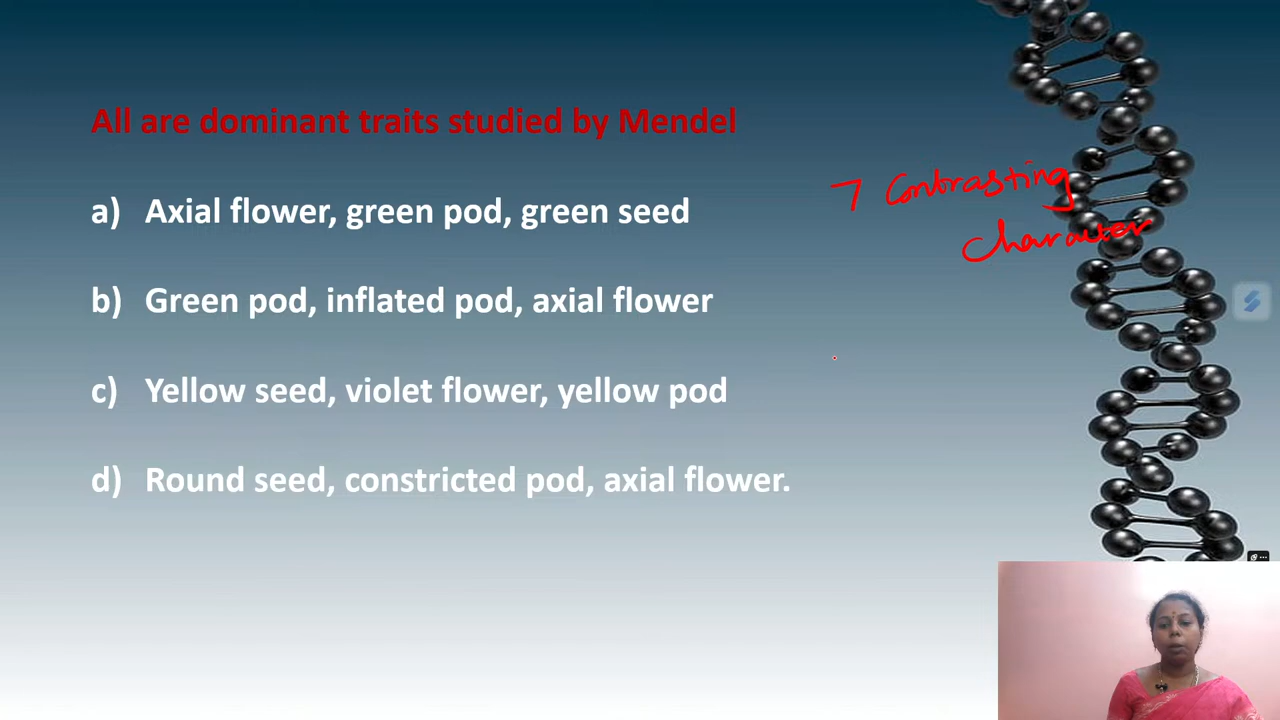 All are dominant traits studied by Mendel
7 Contrasting
character
a) Axial flower, green pod, green seed
b) Green pod, inflated pod, axial flower
c) Yellow seed, violet flower, yellow pod
d) Round seed, constricted pod, axial flower.